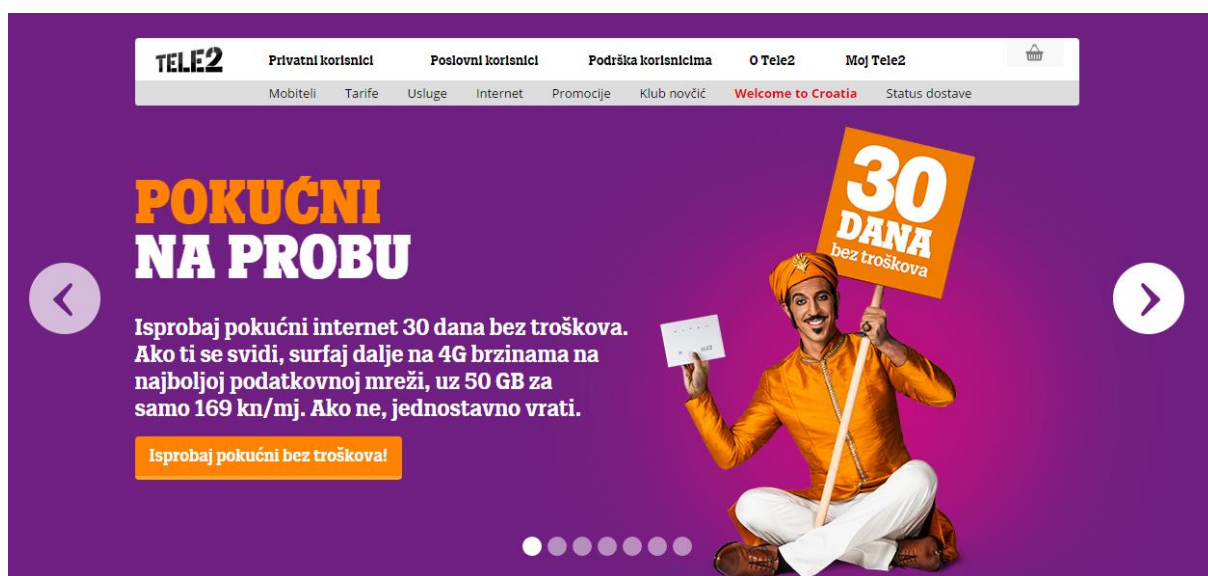 TELE2
Privatni korisnici Poslovni korisnici Podrška korisnicima O Tele2 Moj Tele2
Mobiteli Tarife Usluge Internet Promocije Klub novčić Welcome to Croatia Status dostave
POKUĆNI
NA PROBU
Isprobaj pokućni internet 30 dana bez troškova.
Ako ti se svidi, surfaj dalje na 4G brzinama na
najboljoj podatkovnoj mreži, uz 50 GB za
samo 169 kn/mj. Ako ne, jednostavno vrati.
Isprobaj pokućni bez troškova!
30
DANA
bez troškova